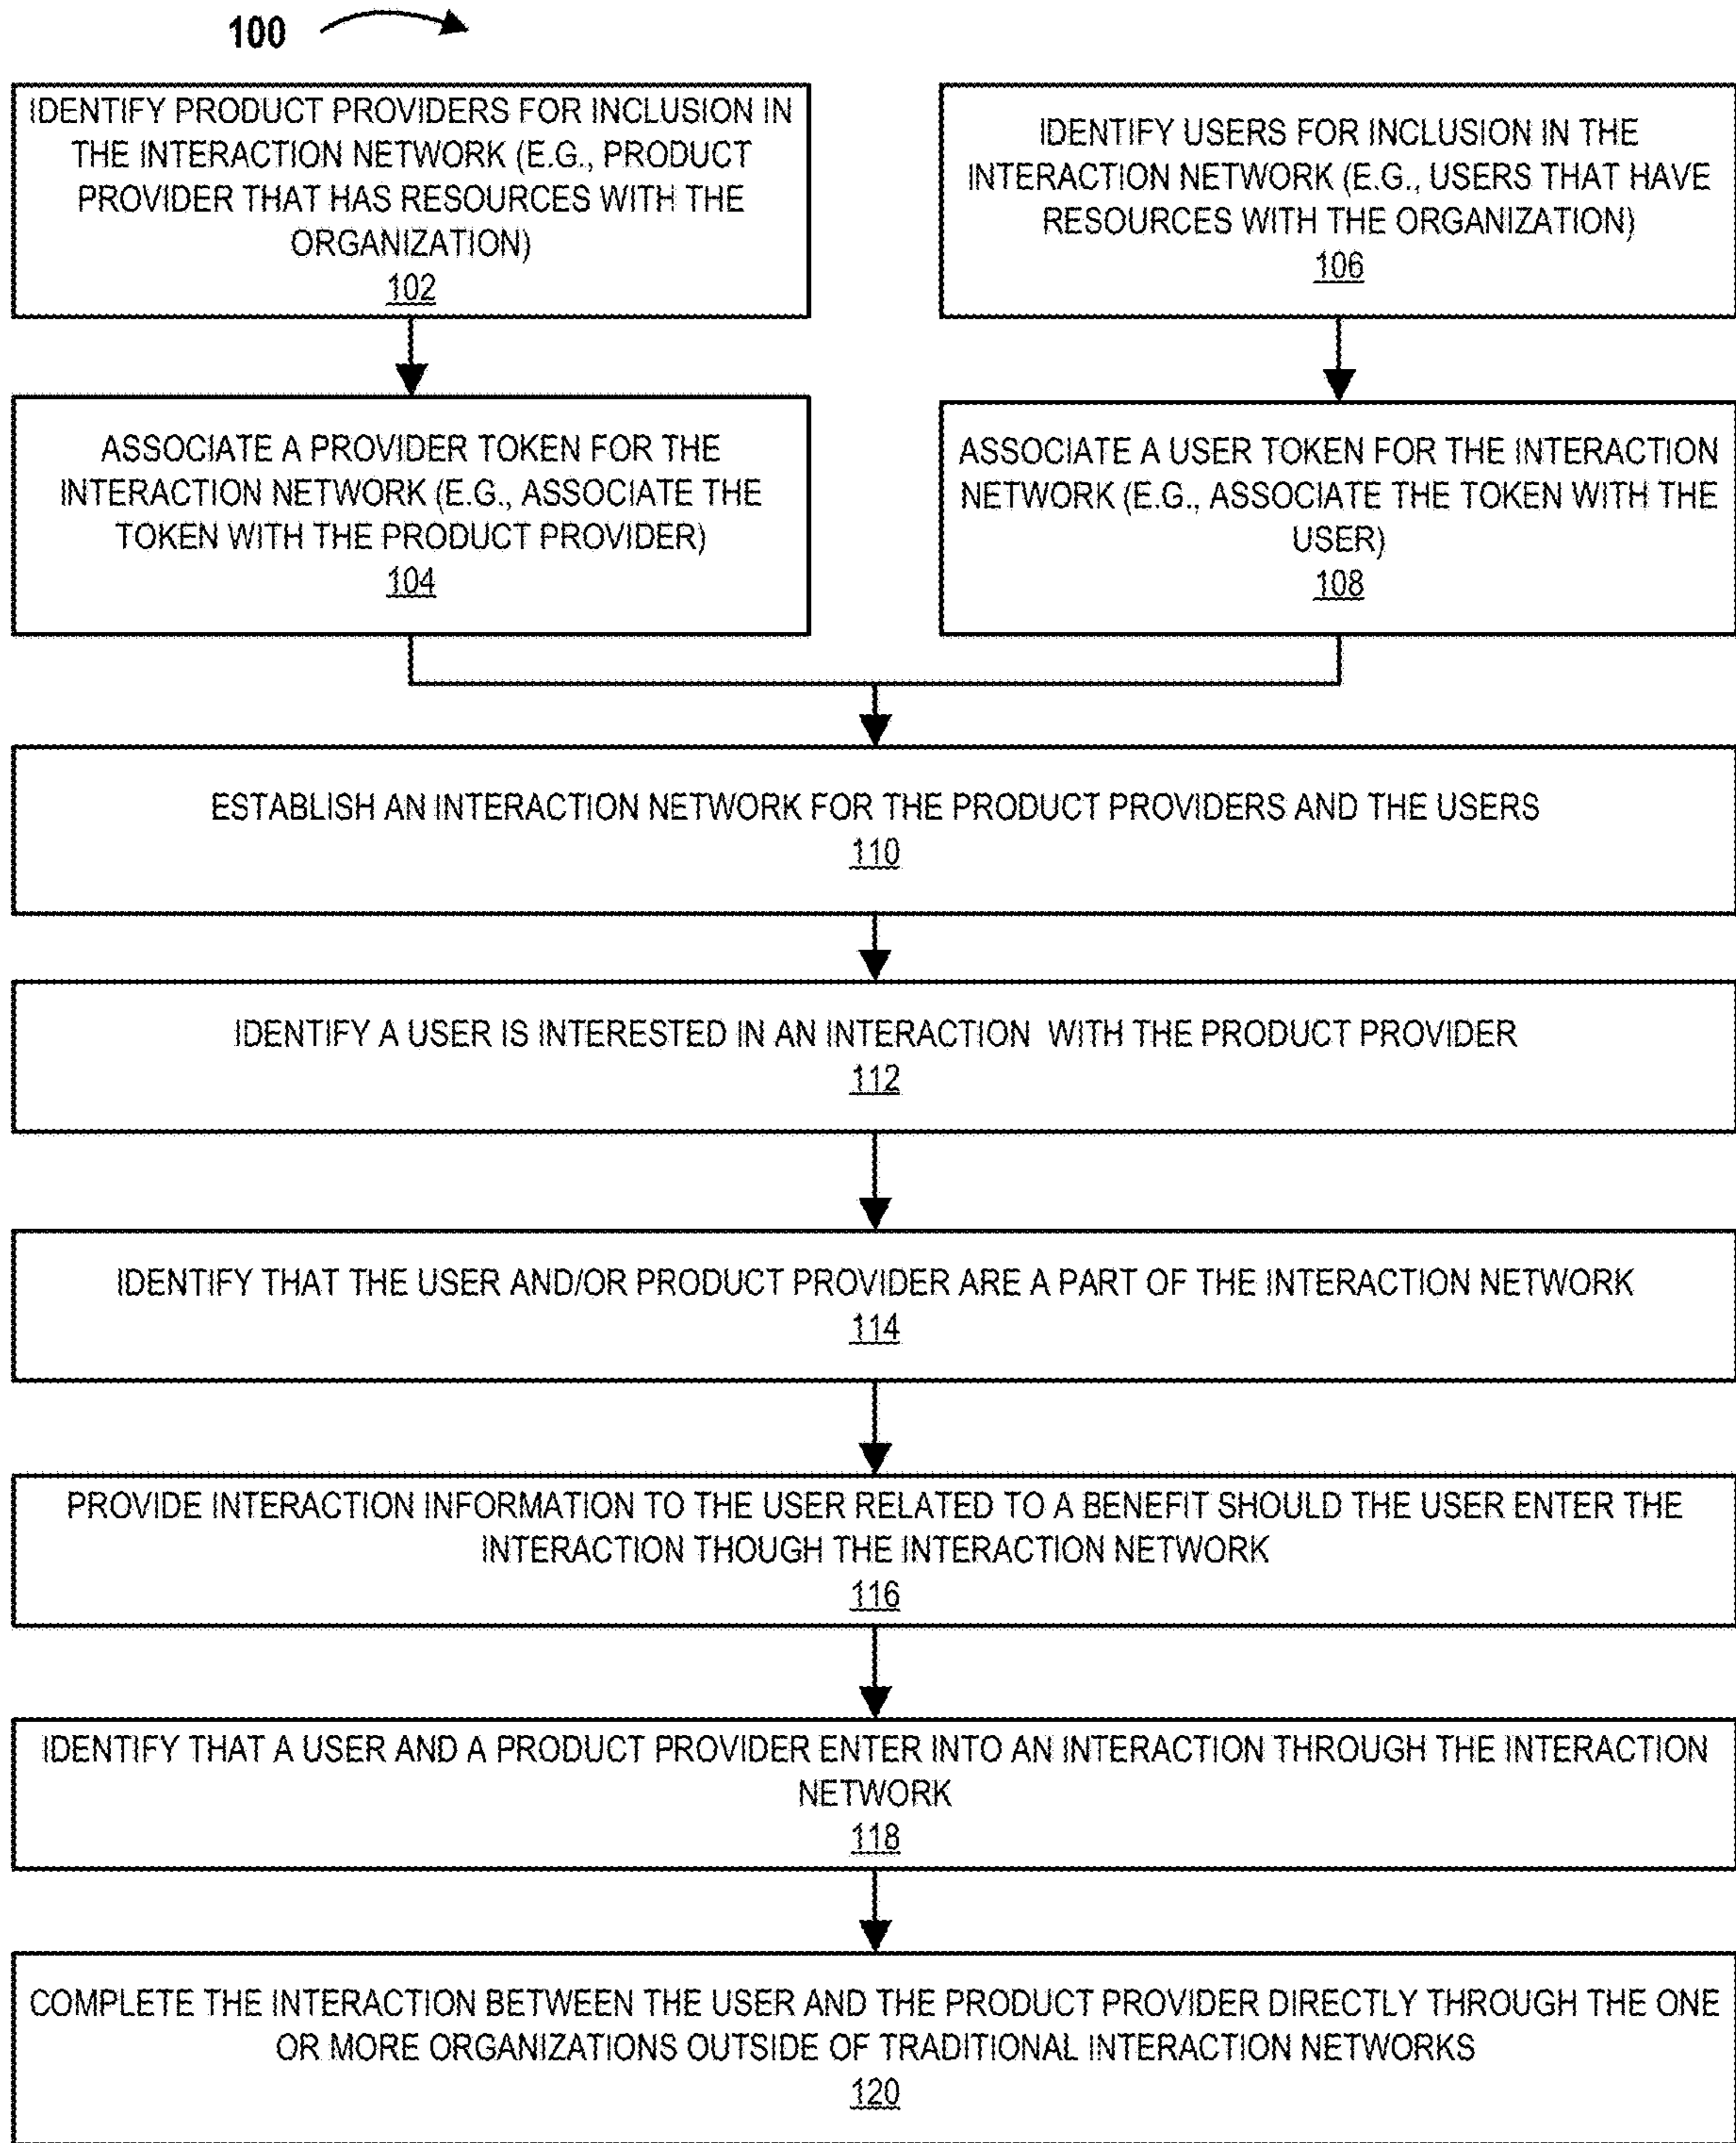 100
IDENTIFY PRODUCT PROVIDERS FOR INCLUSION IN
THE INTERACTION NETWORK (E.G., PRODUCT
PROVIDER THAT HAS RESOURCES WITH THE
ORGANIZATION)
102
IDENTIFY USERS FOR INCLUSION IN THE
INTERACTION NETWORK (E.G., USERS THAT HAVE
RESOURCES WITH THE ORGANIZATION)
106
ASSOCIATE A PROVIDER TOKEN FOR THE
INTERACTION NETWORK (E.G., ASSOCIATE THE
TOKEN WITH THE PRODUCT PROVIDER)
104
ASSOCIATE A USER TOKEN FOR THE INTERACTION
NETWORK (E.G., ASSOCIATE THE TOKEN WITH THE
USER)
108
ESTABLISH AN INTERACTION NETWORK FOR THE PRODUCT PROVIDERS AND THE USERS
110
IDENTIFY A USER IS INTERESTED IN AN INTERACTION WITH THE PRODUCT PROVIDER
112
IDENTIFY THAT THE USER AND/OR PRODUCT PROVIDER ARE A PART OF THE INTERACTION NETWORK
114
PROVIDE INTERACTION INFORMATION TO THE USER RELATED TO A BENEFIT SHOULD THE USER ENTER THE
INTERACTION THOUGH THE INTERACTION NETWORK
116
IDENTIFY THAT A USER AND A PRODUCT PROVIDER ENTER INTO AN INTERACTION THROUGH THE INTERACTION
NETWORK
118
COMPLETE THE INTERACTION BETWEEN THE USER AND THE PRODUCT PROVIDER DIRECTLY THROUGH THE ONE
OR MORE ORGANIZATIONS OUTSIDE OF TRADITIONAL INTERACTION NETWORKS
120